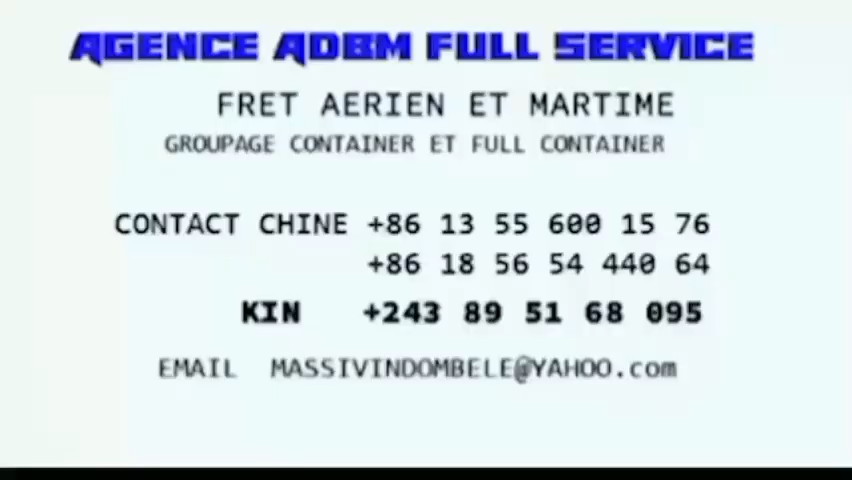 AGENCE ADBM FULL SERVICE
FRET AERIEN ET MARTIME
GROUPAGE CONTAINER ET FULL CONTAINER
CONTACT CHINE +86 13 55 600 15 76
+86 18 56 54 440 64
KIN +243 89 51 68 095
EMAIL MASSIVINDOMBELE@YAHOO.com